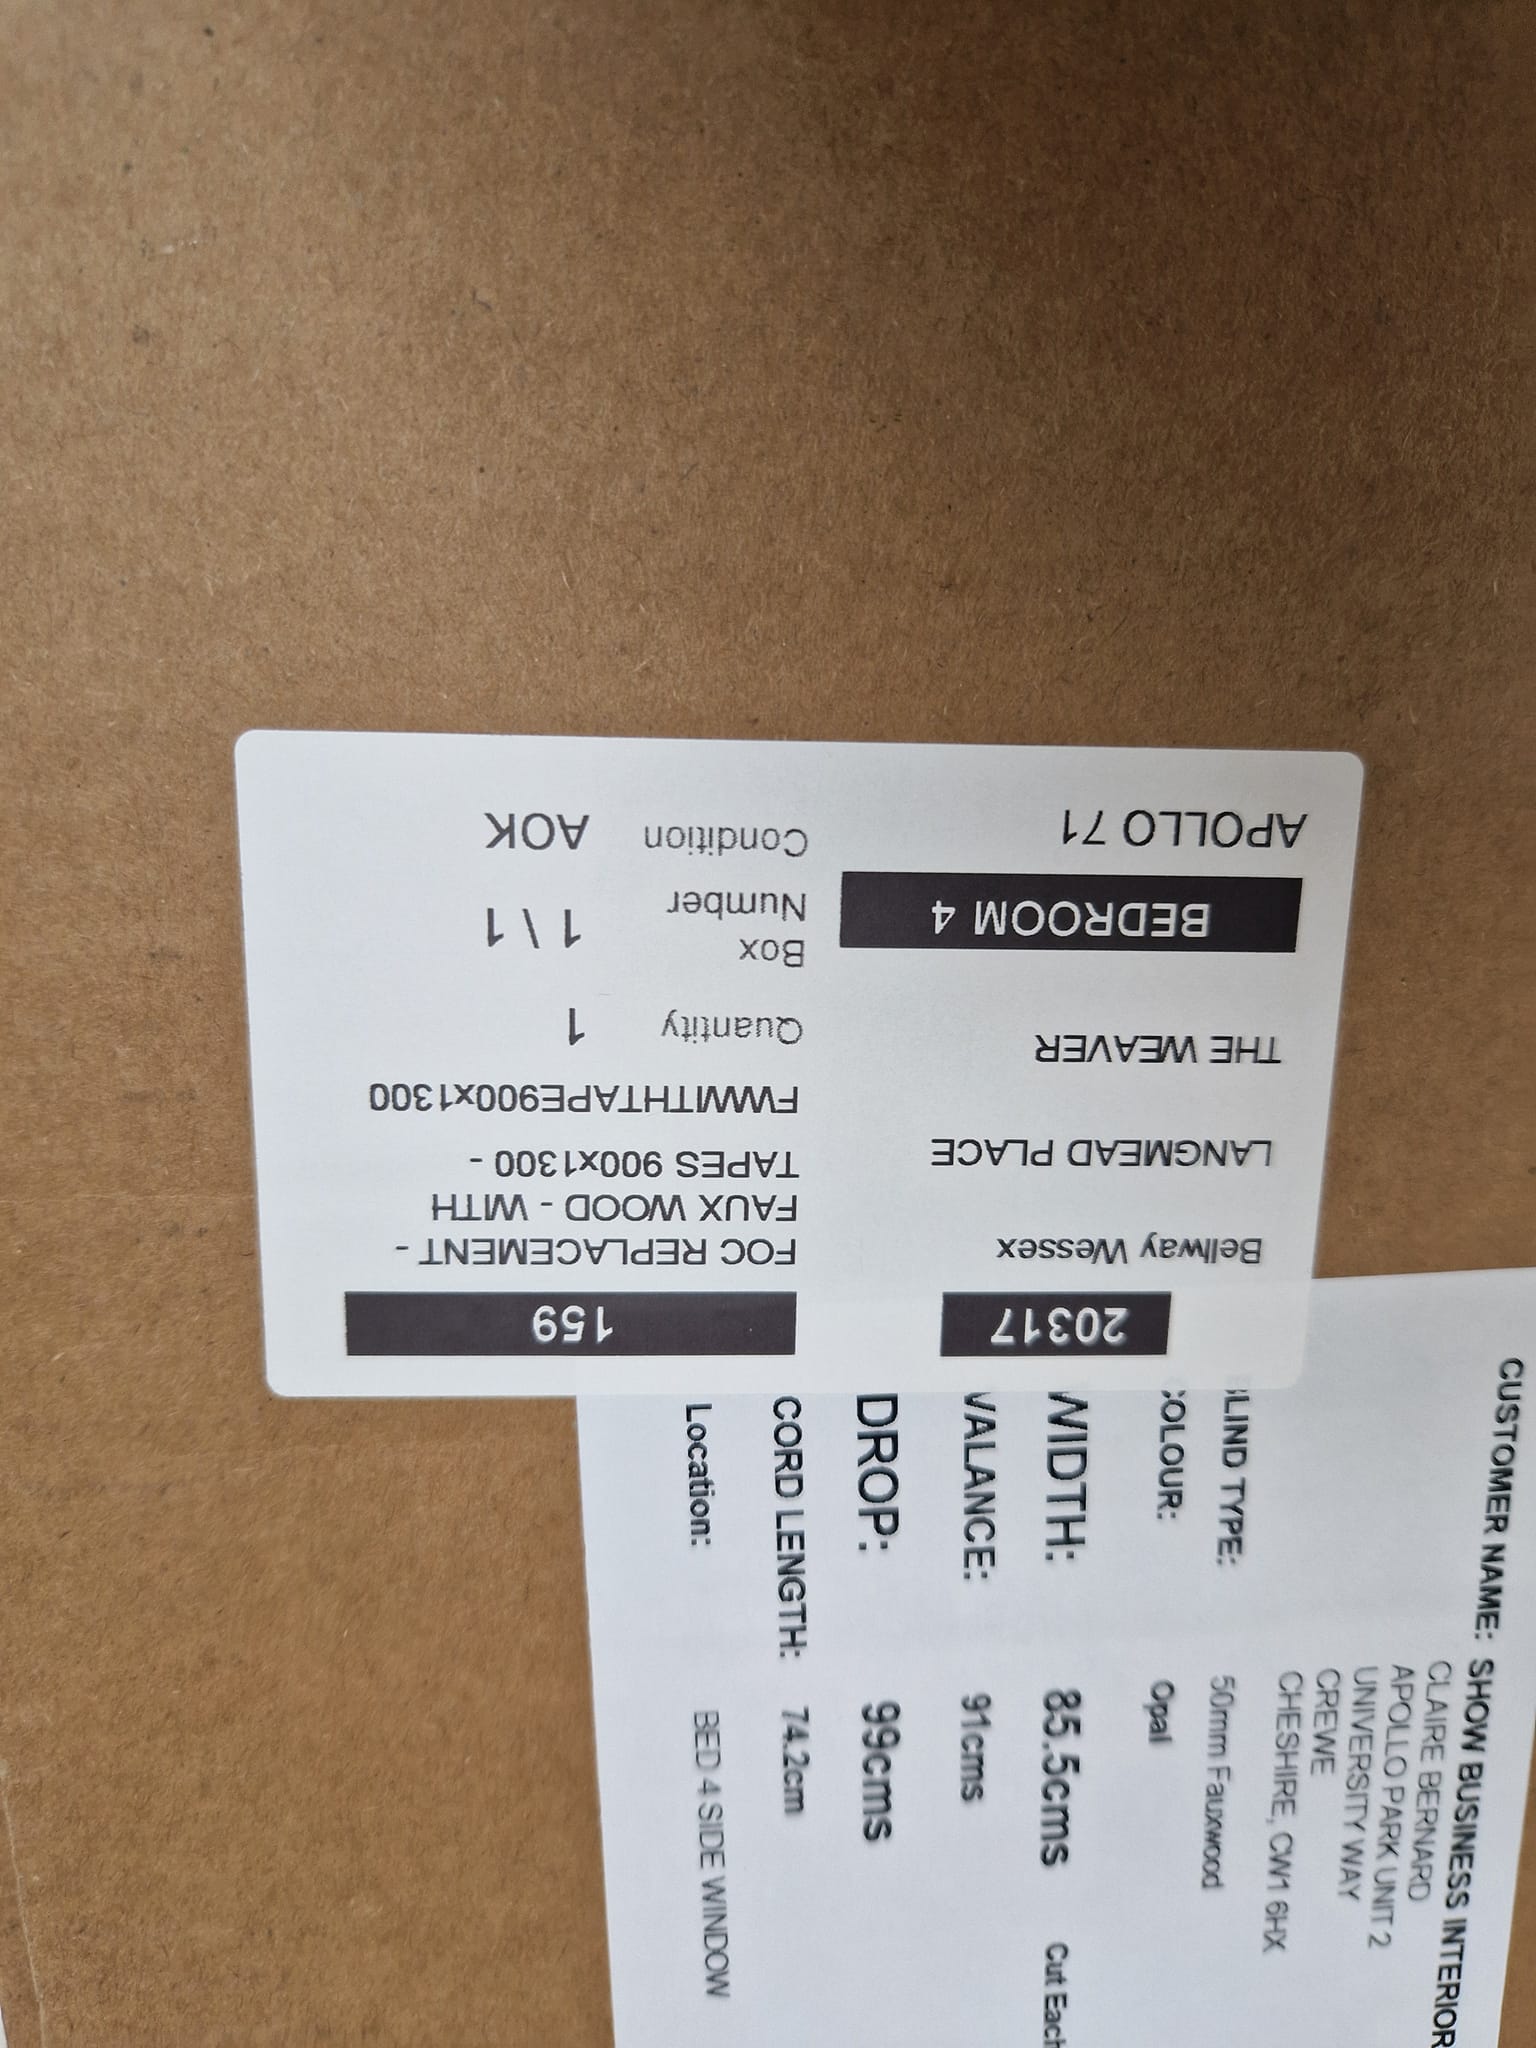 20317
Bellway Wessex
LANGMEAD PLACE
THE WEAVER
BEDROOM 4
APOLLO 71
159
FOC REPLACEMENT -
FAUX WOOD - WITH
TAPES 900x1300 -
FWWITHTAPE900x1300
Quantity 1
Box
Number 1 \ 1
Condition AOK
CUSTOMER NAME: SHOW BUSINESS INTERIOR
CLAIRE BERNARD
APOLLO PARK UNIT 2
UNIVERSITY WAY
CREWE
CHESHIRE, CW1 6HX
BLIND TYPE: 50mm Fauxwood
COLOUR: Opal
WIDTH: 85.5cms Cut Each
VALANCE: 91cms
DROP: 99cms
CORD LENGTH: 74.2cm
Location: BED 4 SIDE WINDOW